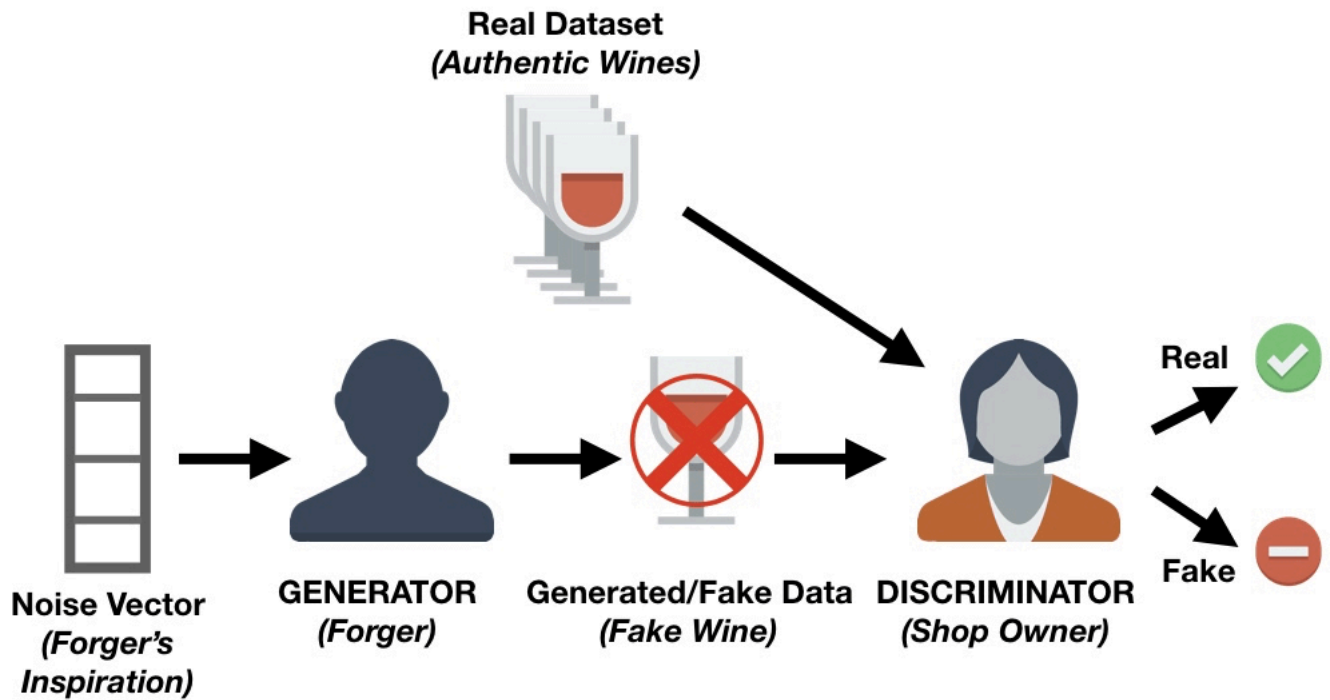 Real Dataset
(Authentic Wines)
Real
Fake
Noise Vector
(Forger's
Inspiration)
GENERATOR
(Forger)
Generated/Fake Data
(Fake Wine)
DISCRIMINATOR
(Shop Owner)